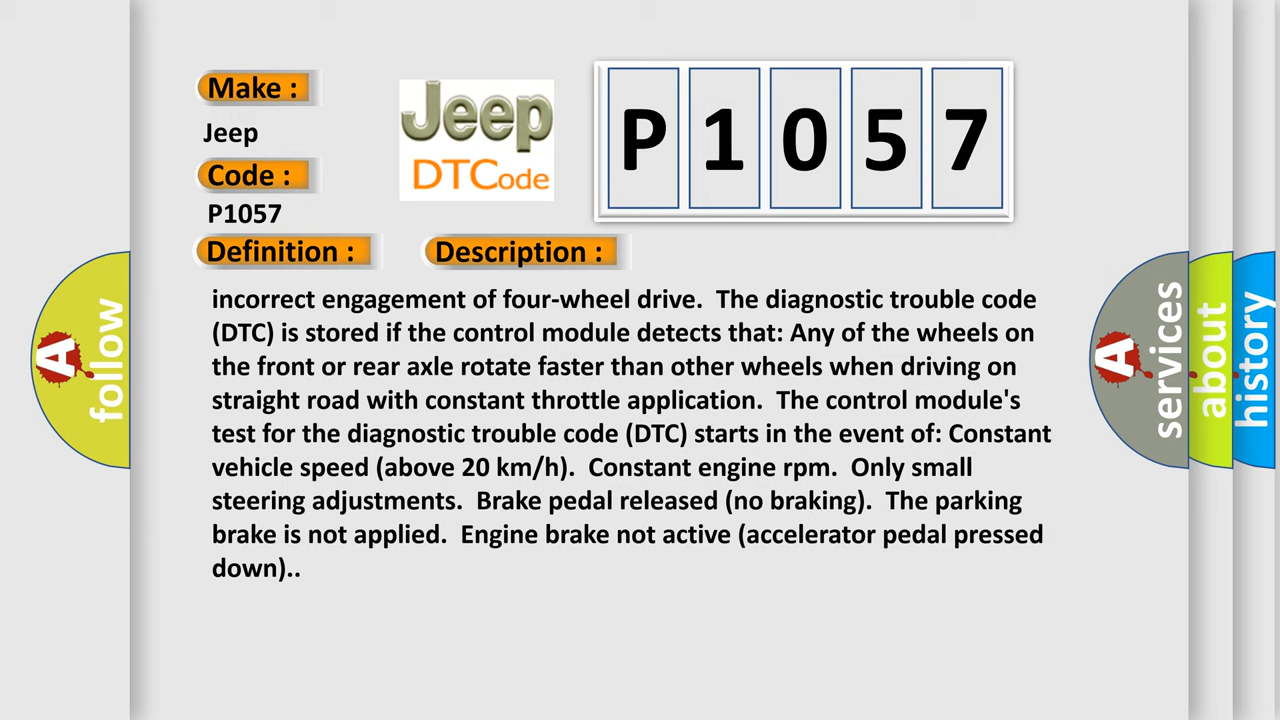 Make :
Jeep
Code :
P1057
Jeep
DTCode
P1057
Definition :
Description :
incorrect engagement of four-wheel drive. The diagnostic trouble code
(DTC) is stored if the control module detects that: Any of the wheels on
the front or rear axle rotate faster than other wheels when driving on
straight road with constant throttle application. The control module's
test for the diagnostic trouble code (DTC) starts in the event of: Constant
vehicle speed (above 20 km/h). Constant engine rpm. Only small
steering adjustments. Brake pedal released (no braking). The parking
brake is not applied. Engine brake not active (accelerator pedal pressed
down)..
A follow
A services
about
history